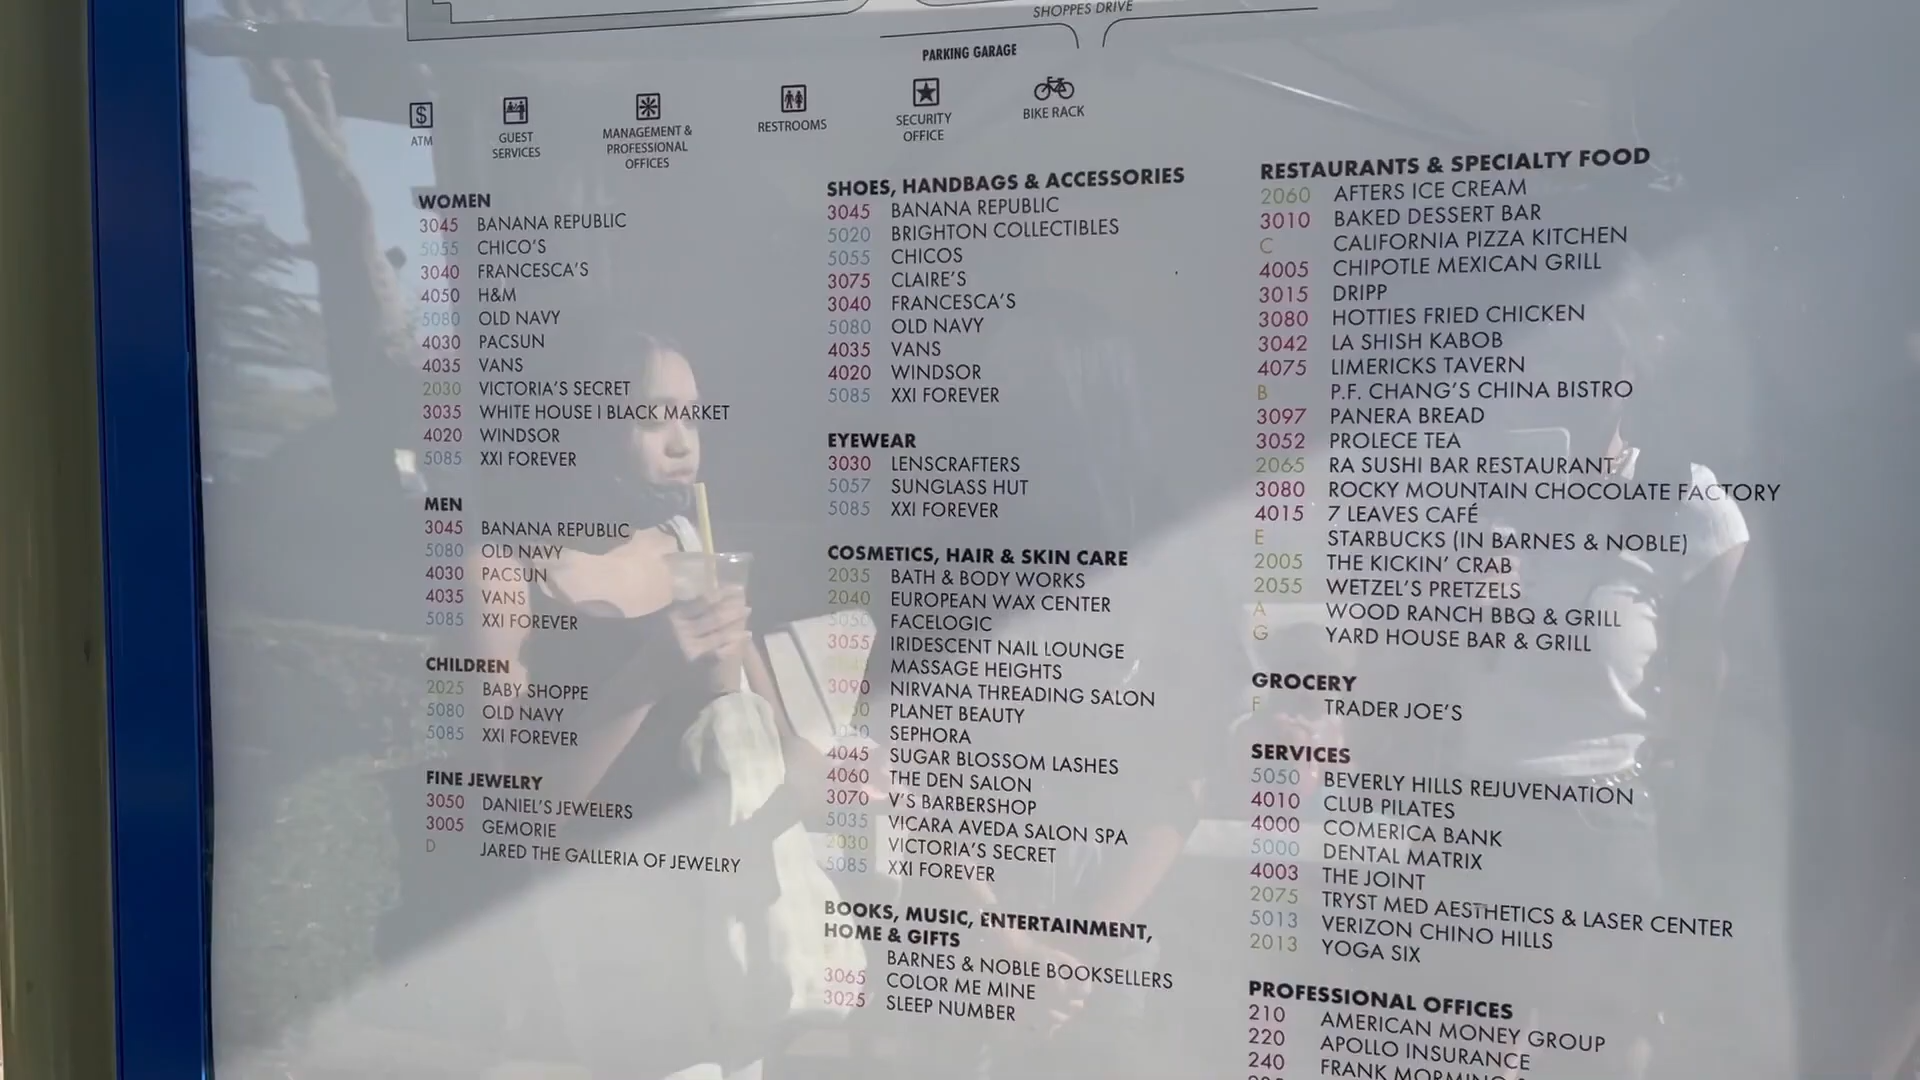 SHOPPES DRIVE
PARKING GARAGE
$
ATM
GUEST
SERVICES
MANAGEMENT &
PROFESSIONAL
OFFICES
RESTROOMS
SECURITY
OFFICE
BIKE RACK
WOMEN
3045 BANANA REPUBLIC
5055 CHICO'S
3040 FRANCESCA'S
4050 H&M
5080 OLD NAVY
4030 PACSUN
4035 VANS
2030 VICTORIA'S SECRET
3035 WHITE HOUSE | BLACK MARKET
4020 WINDSOR
5085 XXI FOREVER
MEN
3045 BANANA REPUBLIC
5080 OLD NAVY
4030 PACSUN
4035 VANS
5085 XXI FOREVER
CHILDREN
2025 BABY SHOPPE
5080 OLD NAVY
5085 XXI FOREVER
FINE JEWELRY
3050 DANIEL'S JEWELERS
3005 GEMORIE
D JARED THE GALLERIA OF JEWELRY
SHOES, HANDBAGS & ACCESSORIES
3045 BANANA REPUBLIC
5020 BRIGHTON COLLECTIBLES
5055 CHICOS
3075 CLAIRE'S
3040 FRANCESCA'S
5080 OLD NAVY
4035 VANS
4020 WINDSOR
5085 XXI FOREVER
EYEWEAR
3030 LENSCRAFTERS
5057 SUNGLASS HUT
5085 XXI FOREVER
COSMETICS, HAIR & SKIN CARE
2035 BATH & BODY WORKS
2040 EUROPEAN WAX CENTER
5050 FACELOGIC
3055 IRIDESCENT NAIL LOUNGE
MASSAGE HEIGHTS
3090 NIRVANA THREADING SALON
PLANET BEAUTY
SEPHORA
4045 SUGAR BLOSSOM LASHES
4060 THE DEN SALON
3070 V'S BARBERSHOP
5035 VICARA AVEDA SALON SPA
2030 VICTORIA'S SECRET
5085 XXI FOREVER
BOOKS, MUSIC, ENTERTAINMENT,
HOME & GIFTS
BARNES & NOBLE BOOKSELLERS
3065 COLOR ME MINE
3025 SLEEP NUMBER
RESTAURANTS & SPECIALTY FOOD
2060 AFTERS ICE CREAM
3010 BAKED DESSERT BAR
C CALIFORNIA PIZZA KITCHEN
4005 CHIPOTLE MEXICAN GRILL
3015 DRIPP
3080 HOTTIES FRIED CHICKEN
3042 LA SHISH KABOB
4075 LIMERICKS TAVERN
B P.F. CHANG'S CHINA BISTRO
3097 PANERA BREAD
3052 PROLECE TEA
2065 RA SUSHI BAR RESTAURANT
3080 ROCKY MOUNTAIN CHOCOLATE FACTORY
4015 7 LEAVES CAFÉ
E STARBUCKS (IN BARNES & NOBLE)
2005 THE KICKIN' CRAB
2055 WETZEL'S PRETZELS
A WOOD RANCH BBQ & GRILL
G YARD HOUSE BAR & GRILL
GROCERY
F TRADER JOE'S
SERVICES
5050 BEVERLY HILLS REJUVENATION
4010 CLUB PILATES
4000 COMERICA BANK
5000 DENTAL MATRIX
4003 THE JOINT
2075 TRYST MED AESTHETICS & LASER CENTER
5013 VERIZON CHINO HILLS
2013 YOGA SIX
PROFESSIONAL OFFICES
210 AMERICAN MONEY GROUP
220 APOLLO INSURANCE
240 FRANK